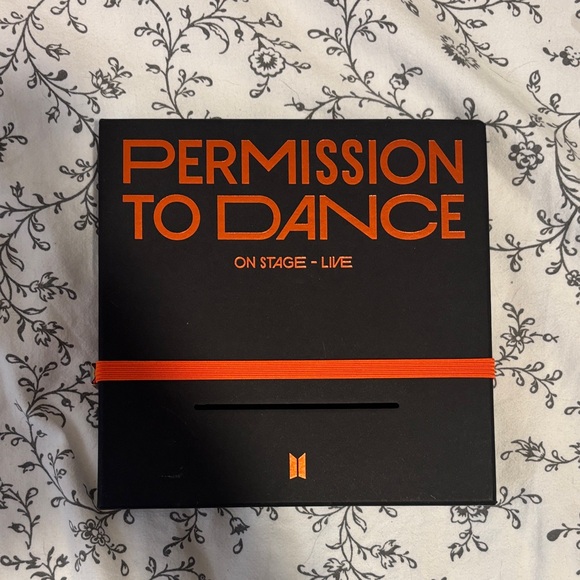 PERMISSION
TO DANCE
ON STAGE - LIVE